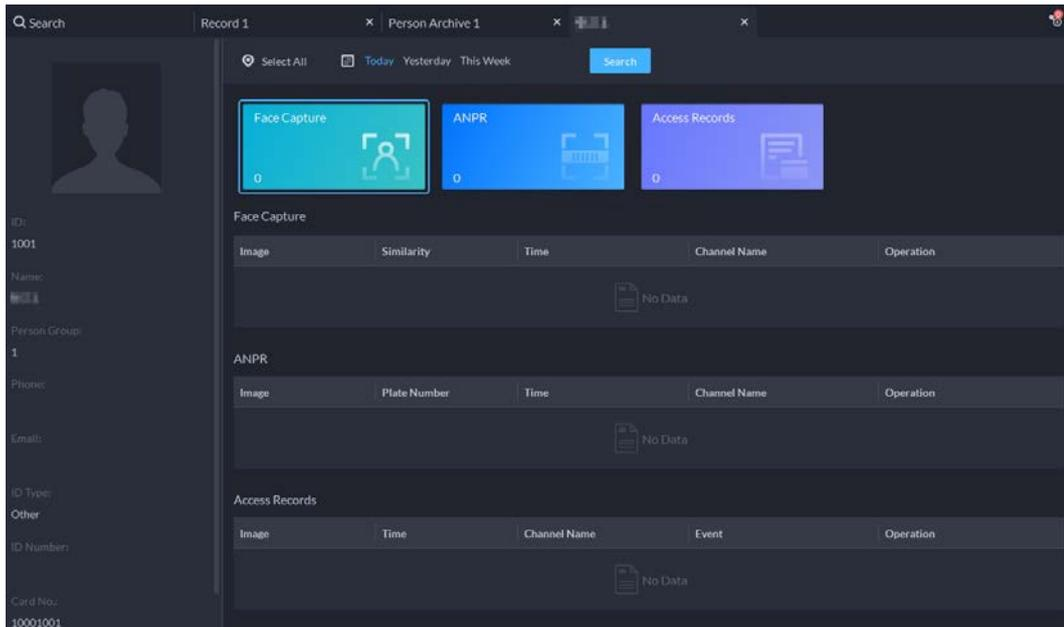 Search
Record 1 × Person Archive 1 × ×
Select All Today Yesterday This Week Search
Face Capture ANPR Access Records
0 0 0
ID:
1001
Name:
Person Group:
1
Phone:
Email:
ID Type:
Other
ID Number:
Card No.:
10001001
Face Capture
Image Similarity Time Channel Name Operation
No Data
ANPR
Image Plate Number Time Channel Name Operation
No Data
Access Records
Image Time Channel Name Event Operation
No Data